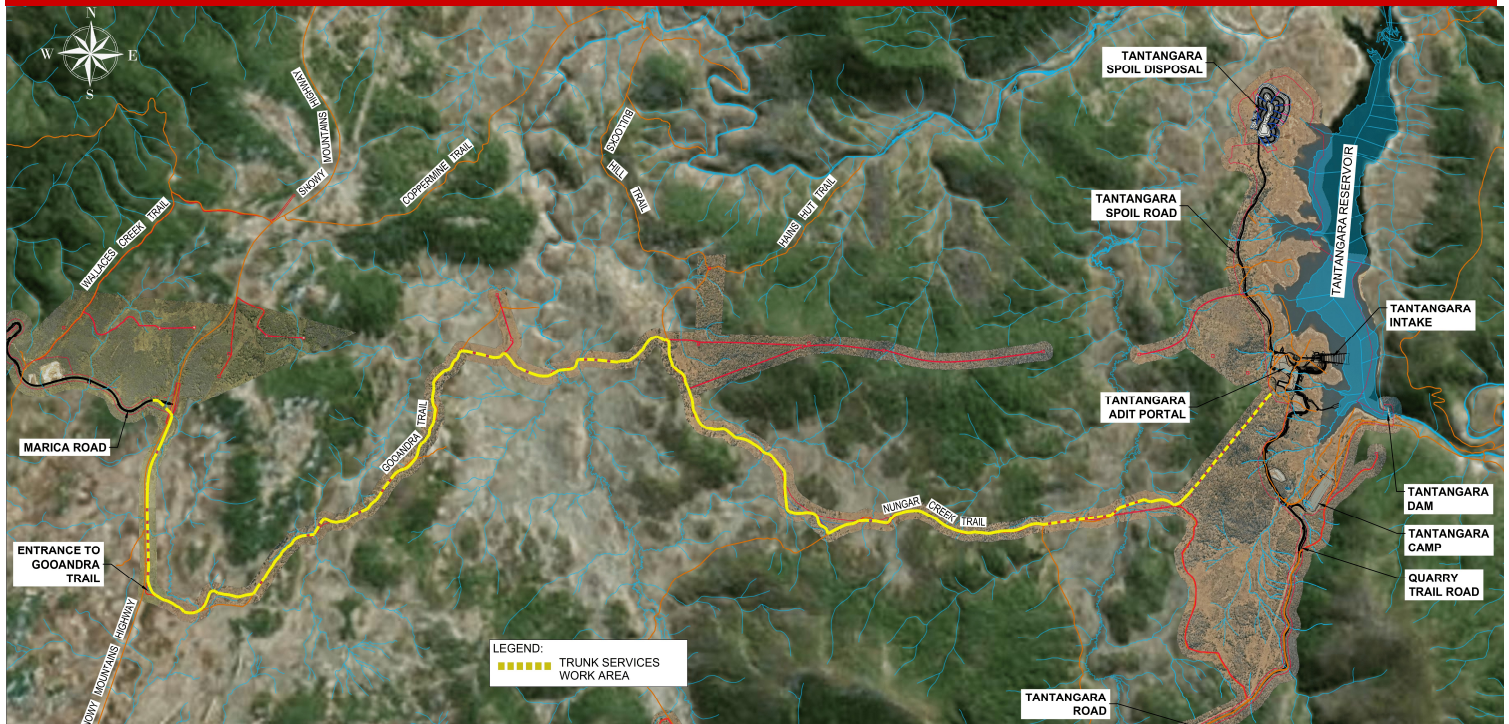 N
W
E
S
TANTANGARA
SPOIL DISPOSAL
SNOWY MOUNTAINS HIGHWAY
COPPERMINE TRAIL
BULLOCKS
HILL
TRAIL
HAINS HUT TRAIL
WALLACES CREEK TRAIL
TANTANGARA
SPOIL ROAD
TANTANGARA RESERVOIR
TANTANGARA
INTAKE
TANTANGARA
ADIT PORTAL
MARICA ROAD
GOOANDRA TRAIL
NUNGAR CREEK TRAIL
TANTANGARA
DAM
TANTANGARA
CAMP
QUARRY
TRAIL ROAD
ENTRANCE TO
GOOANDRA
TRAIL
MOUNTAINS HIGHWAY
LEGEND:
TRUNK SERVICES
WORK AREA
TANTANGARA
ROAD